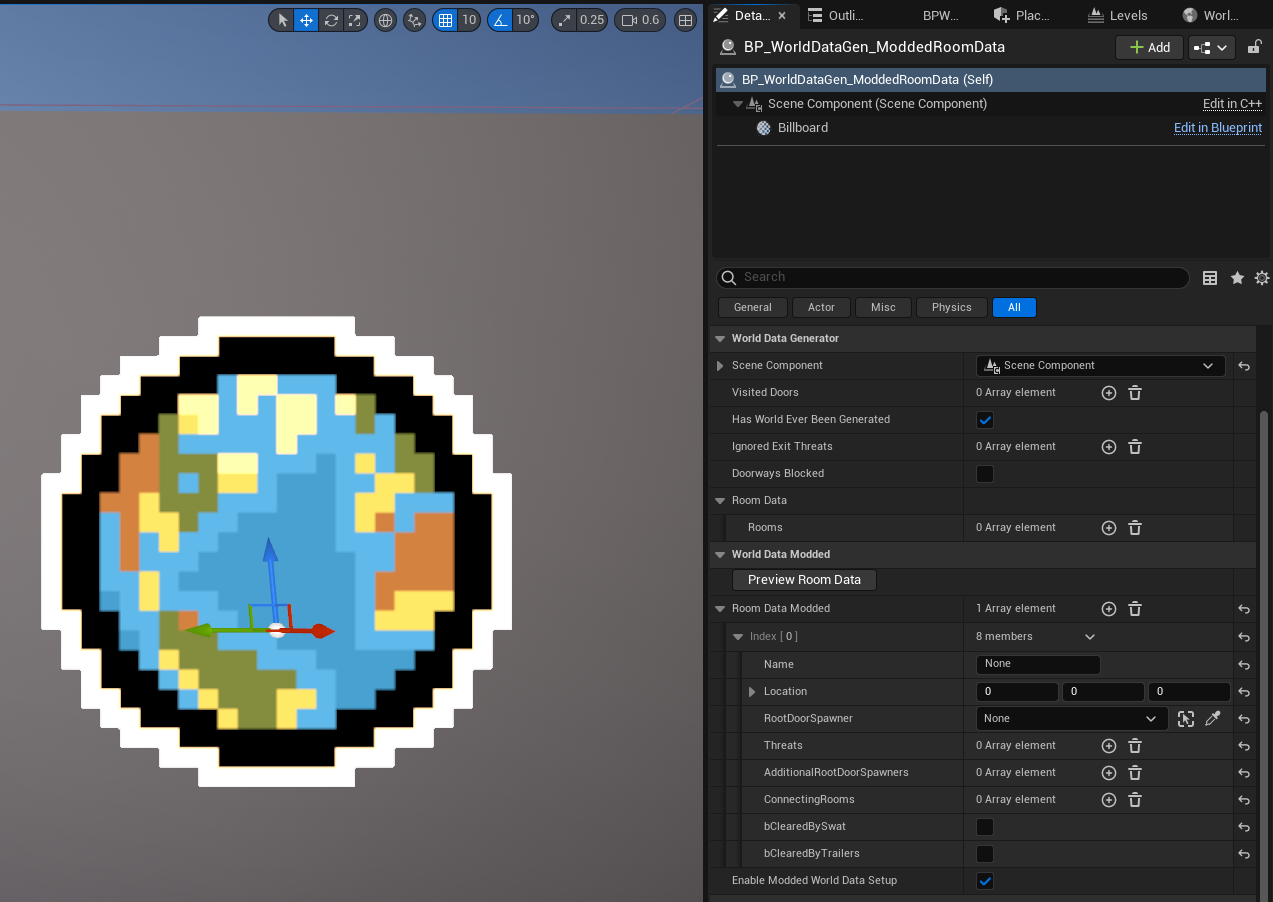 10
10°
0.25
0.6
Deta...
Outli...
BPW...
Plac...
Levels
Worl...
BP_WorldDataGen_ModdedRoomData
Add
BP_WorldDataGen_ModdedRoomData (Self)
Scene Component (Scene Component)
Edit in C++
Billboard
Edit in Blueprint
Search
General
Actor
Misc
Physics
All
World Data Generator
Scene Component
Scene Component
Visited Doors
0 Array element
Has World Ever Been Generated
Ignored Exit Threats
0 Array element
Doorways Blocked
Room Data
Rooms
0 Array element
World Data Modded
Preview Room Data
Room Data Modded
1 Array element
Index [ 0 ]
8 members
Name
None
Location
0
0
0
RootDoorSpawner
None
Threats
0 Array element
AdditionalRootDoorSpawners
0 Array element
ConnectingRooms
0 Array element
bClearedBySwat
bClearedByTrailers
Enable Modded World Data Setup